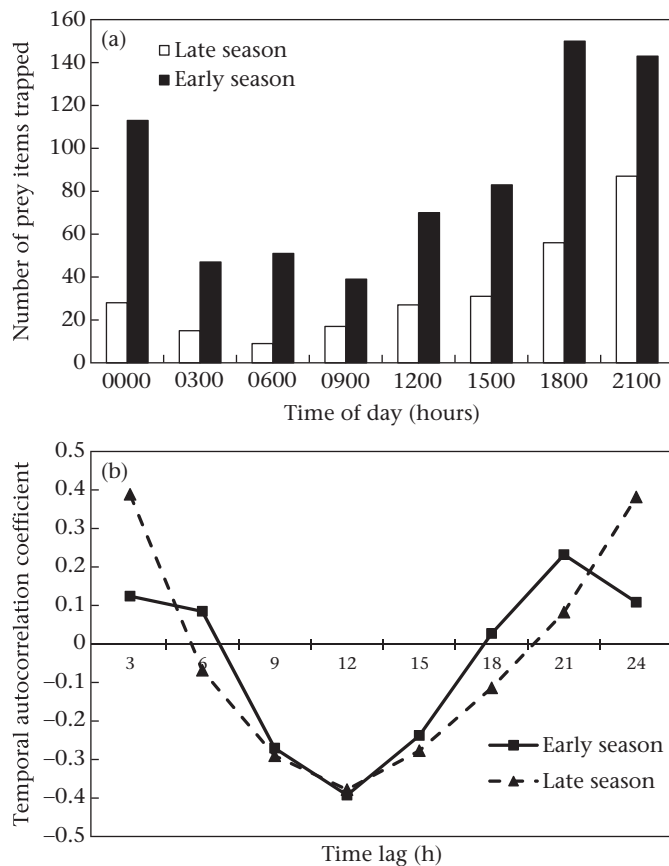 (a)
Late season
Early season
160
140
120
100
80
60
40
20
0
Number of prey items trapped
0000 0300 0600 0900 1200 1500 1800 2100
Time of day (hours)
(b)
0.5
0.4
0.3
0.2
0.1
0
–0.1
–0.2
–0.3
–0.4
–0.5
Temporal autocorrelation coefficient
3 6 9 12 15 18 21 24
Early season
Late season
Time lag (h)